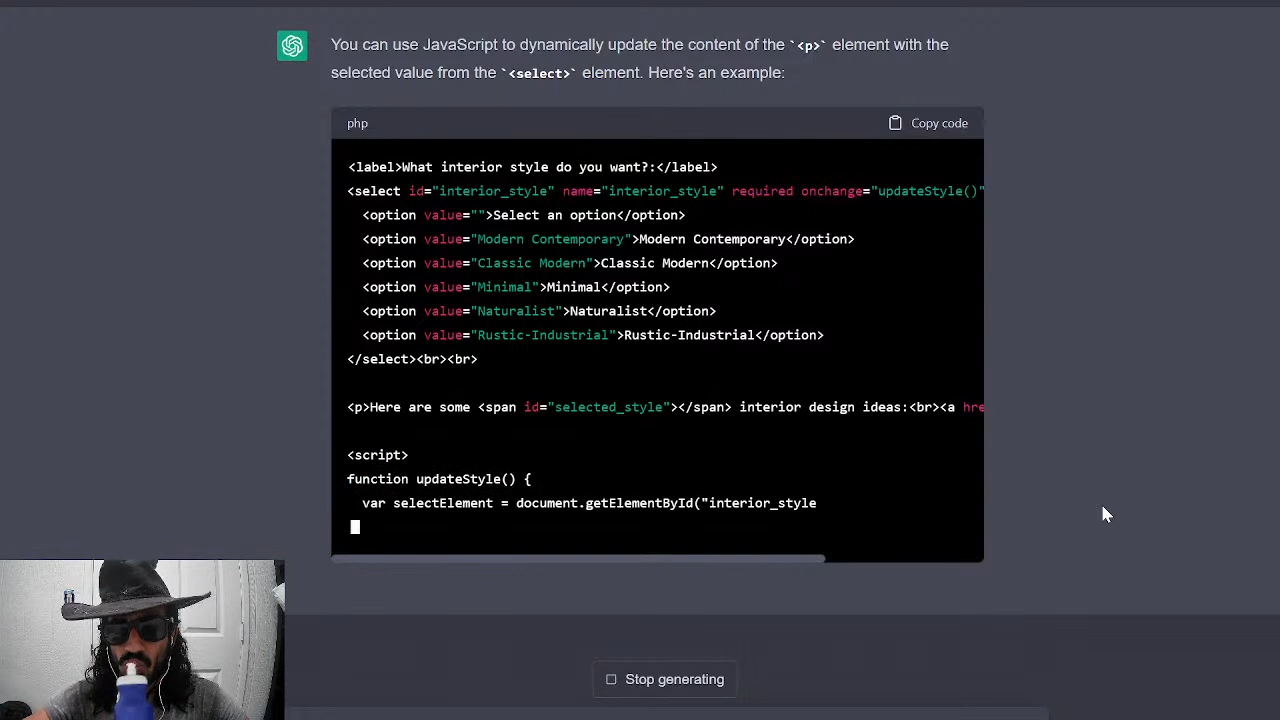 You can use JavaScript to dynamically update the content of the `<p>` element with the
selected value from the `<select>` element. Here's an example:
php
Copy code
<label>What interior style do you want?:</label>
<select id="interior_style" name="interior_style" required onchange="updateStyle()"
<option value="">Select an option</option>
<option value="Modern Contemporary">Modern Contemporary</option>
<option value="Classic Modern">Classic Modern</option>
<option value="Minimal">Minimal</option>
<option value="Naturalist">Naturalist</option>
<option value="Rustic-Industrial">Rustic-Industrial</option>
</select><br><br>
<p>Here are some <span id="selected_style"></span> interior design ideas:<br><a hre
<script>
function updateStyle() {
var selectElement = document.getElementById("interior_style
Stop generating